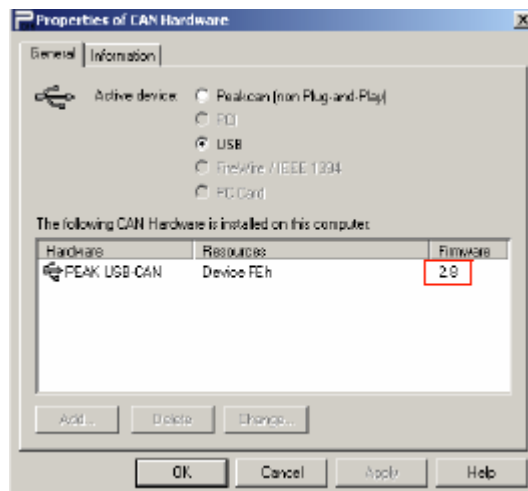 Properties of CAN Hardware
General Information
Active device: Peakcan (non Plug-and-Play)
PCI
USB
FireWire / IEEE 1394
PC Card
The following CAN Hardware is installed on this computer:
Hardware Resources Firmware
PEAK USB-CAN Device FEh 2.8
Add... Delete Change...
OK Cancel Apply Help